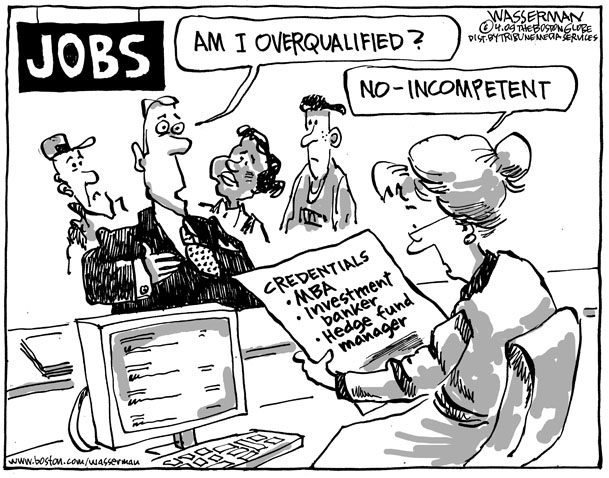 WASSERMAN
© 4.09 THE BOSTON GLOBE
DIST. BY TRIBUNE MEDIA SERVICES
JOBS
AM I OVERQUALIFIED?
NO-INCOMPETENT
CREDENTIALS
• MBA
• Investment
banker
• Hedge fund
manager
www.boston.com/wasserman